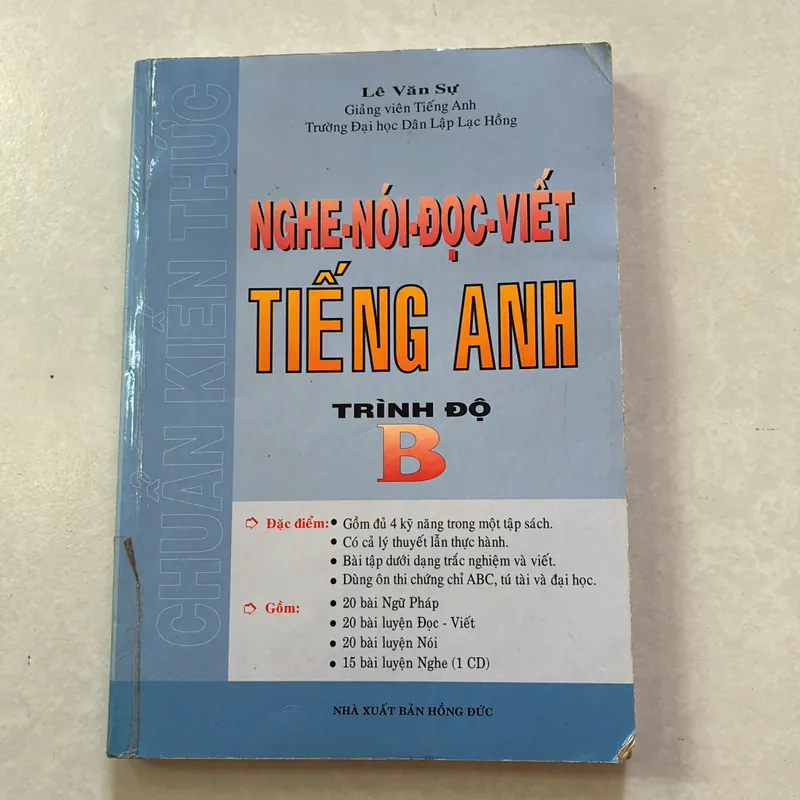 Lê Văn Sự
Giảng viên Tiếng Anh
Trường Đại học Dân Lập Lạc Hồng
CHUẨN KIẾN THỨC
NGHE-NÓI-ĐỌC-VIẾT
TIẾNG ANH
TRÌNH ĐỘ
B
Đặc điểm: • Gồm đủ 4 kỹ năng trong một tập sách.
• Có cả lý thuyết lẫn thực hành.
• Bài tập dưới dạng trắc nghiệm và viết.
• Dùng ôn thi chứng chỉ ABC, tú tài và đại học.
Gồm: • 20 bài Ngữ Pháp
• 20 bài luyện Đọc - Viết
• 20 bài luyện Nói
• 15 bài luyện Nghe (1 CD)
NHÀ XUẤT BẢN HỒNG ĐỨC